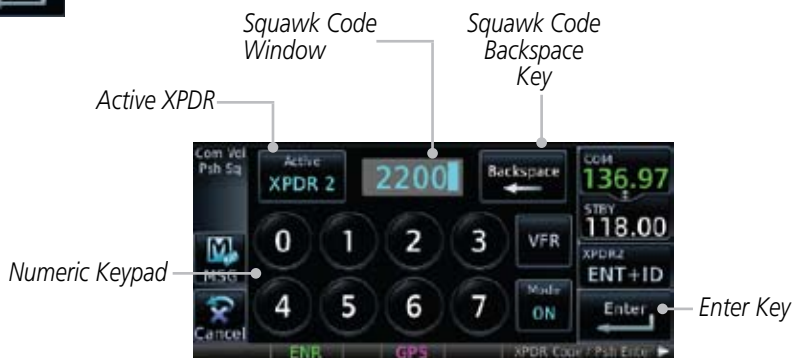 Squawk Code
Window
Squawk Code
Backspace
Key
Active XPDR
Com Vol
Psh Sq
Active
XPDR 2
2200
Backspace
COM
136.97
STBY
118.00
0
1
2
3
VFR
XPDR2
ENT+ID
Numeric Keypad
MSG
4
5
6
7
Mode
ON
Enter
Enter Key
Cancel
ENR
GPS
XPDR Code / Psh Enter